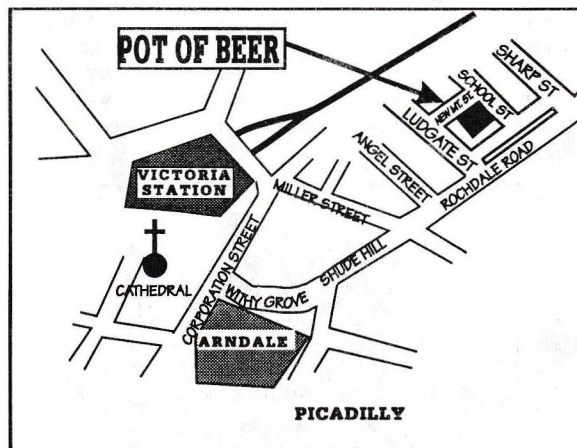 POT OF BEER
SHARP ST
SCHOOL ST
NEW MT. ST.
LUDGATE ST
ANGEL STREET
ROCHDALE ROAD
VICTORIA
STATION
MILLER STREET
SHUDE HILL
CORPORATION STREET
WITHY GROVE
CATHEDRAL
ARNDALE
PICADILLY